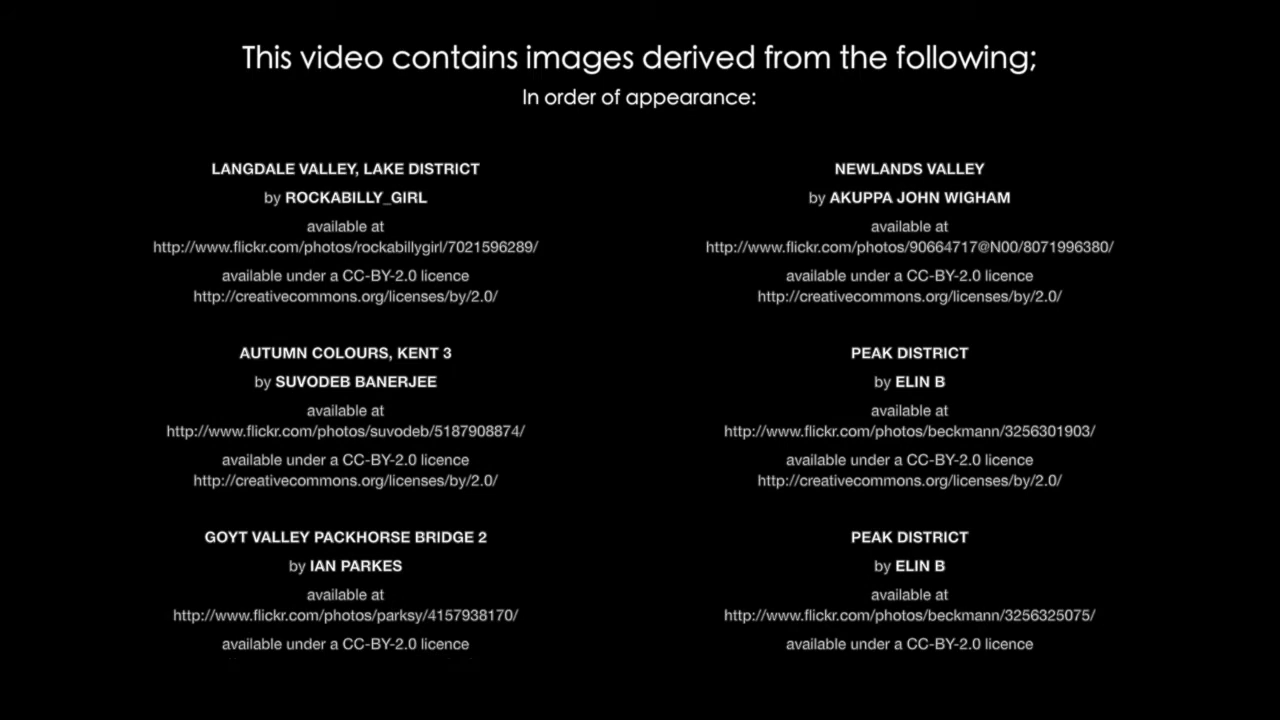 This video contains images derived from the following;
In order of appearance:
LANGDALE VALLEY, LAKE DISTRICT
by ROCKABILLY_GIRL
available at
http://www.flickr.com/photos/rockabillygirl/7021596289/
available under a CC-BY-2.0 licence
http://creativecommons.org/licenses/by/2.0/
AUTUMN COLOURS, KENT 3
by SUVODEB BANERJEE
available at
http://www.flickr.com/photos/suvodeb/5187908874/
available under a CC-BY-2.0 licence
http://creativecommons.org/licenses/by/2.0/
GOYT VALLEY PACKHORSE BRIDGE 2
by IAN PARKES
available at
http://www.flickr.com/photos/parksy/4157938170/
available under a CC-BY-2.0 licence
NEWLANDS VALLEY
by AKUPPA JOHN WIGHAM
available at
http://www.flickr.com/photos/90664717@N00/8071996380/
available under a CC-BY-2.0 licence
http://creativecommons.org/licenses/by/2.0/
PEAK DISTRICT
by ELIN B
available at
http://www.flickr.com/photos/beckmann/3256301903/
available under a CC-BY-2.0 licence
http://creativecommons.org/licenses/by/2.0/
PEAK DISTRICT
by ELIN B
available at
http://www.flickr.com/photos/beckmann/3256325075/
available under a CC-BY-2.0 licence